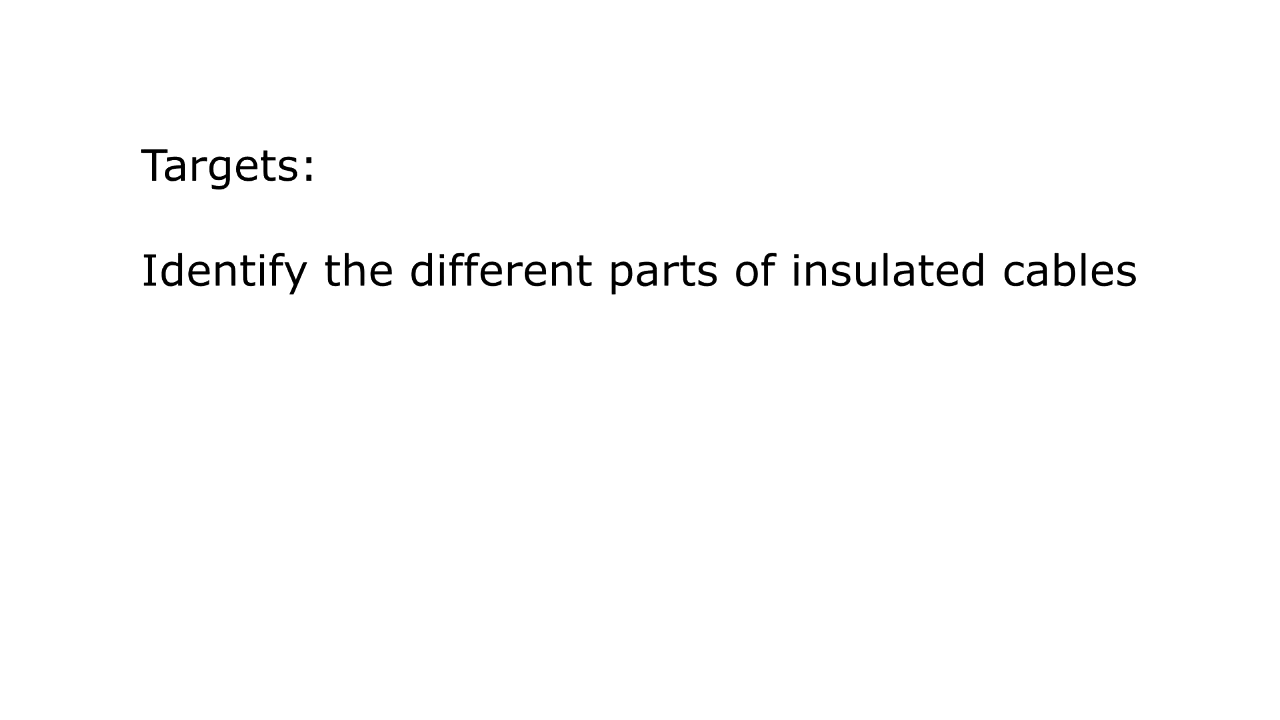 Targets:
Identify the different parts of insulated cables